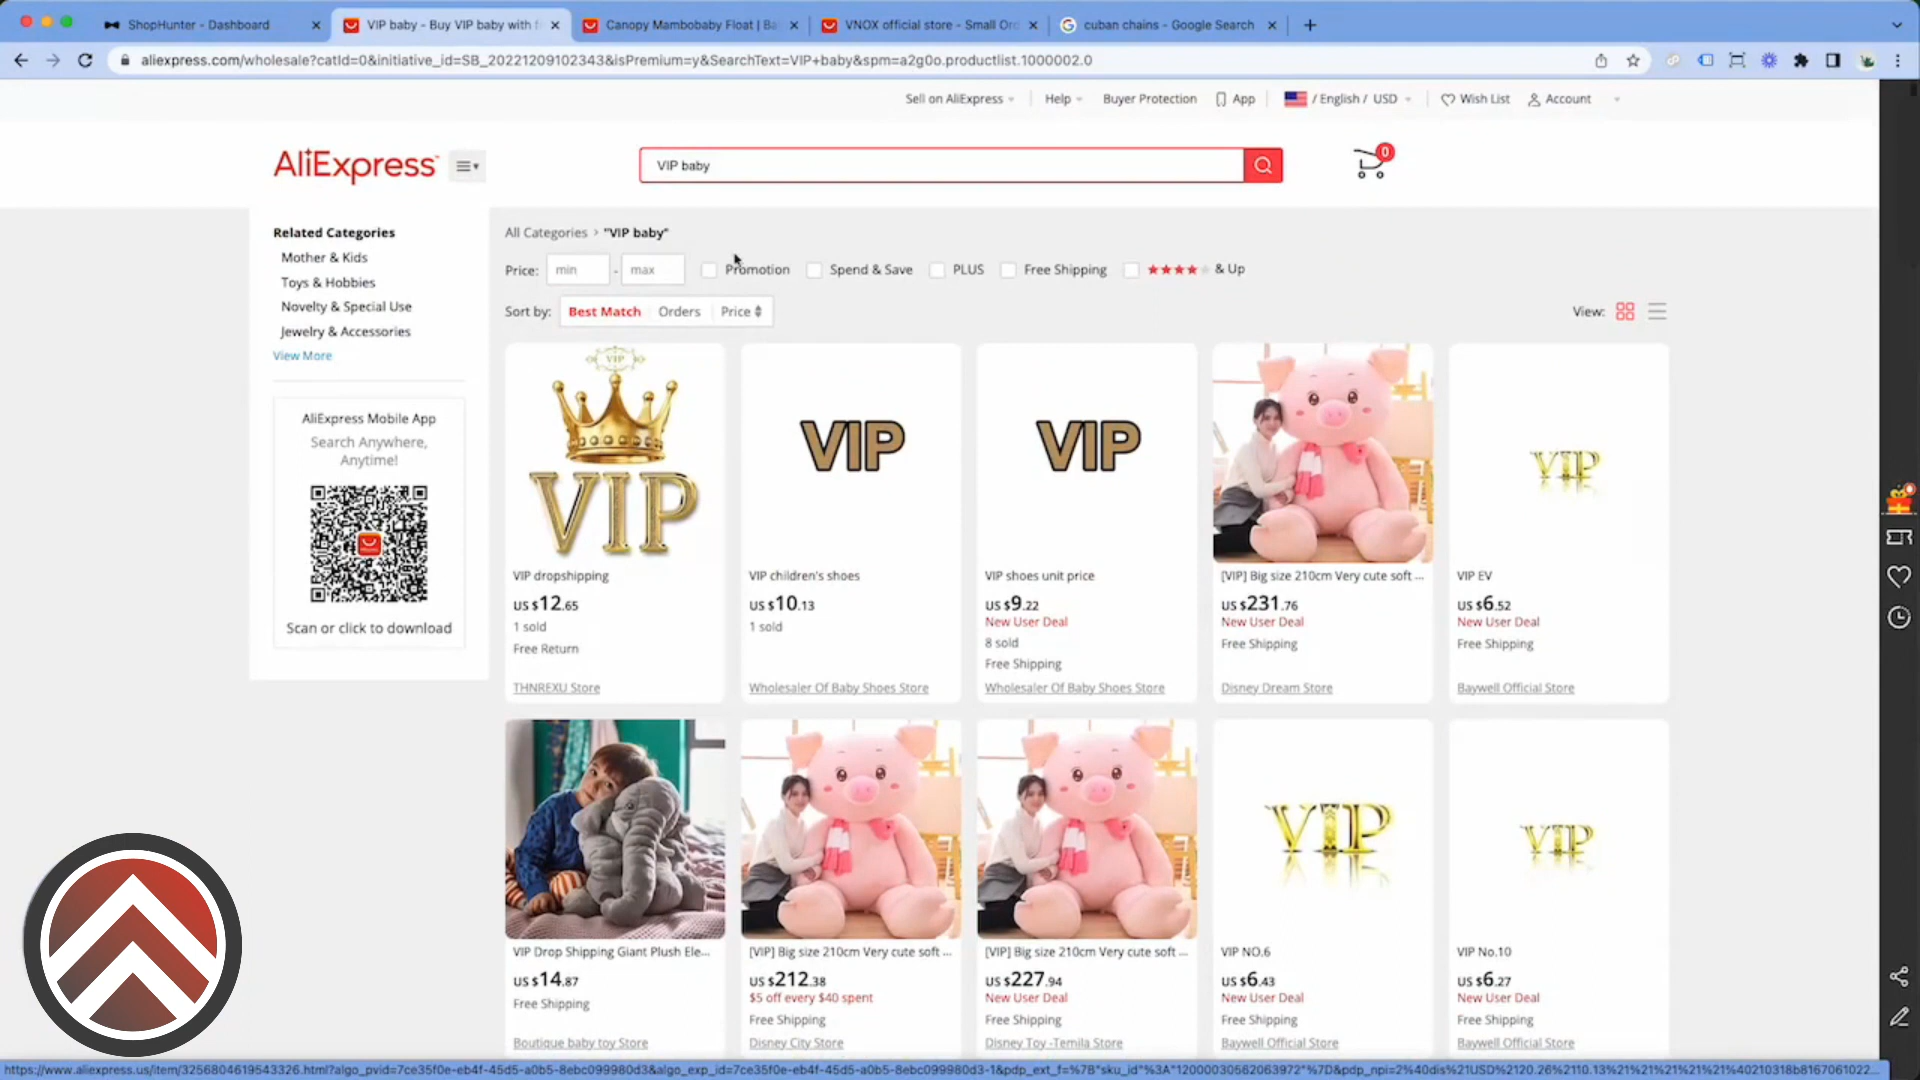 ShopHunter - Dashboard
VIP baby - Buy VIP baby with f
Canopy Mambobaby Float | Ba
VNOX official store - Small Ord
cuban chains - Google Search
aliexpress.com/wholesale?catId=0&initiative_id=SB_20221209102343&isPremium=y&SearchText=VIP+baby&spm=a2g0o.productlist.1000002.0
Sell on AliExpress
Help
Buyer Protection
App
/ English / USD
Wish List
Account
AliExpress
VIP baby
0
Related Categories
Mother & Kids
Toys & Hobbies
Novelty & Special Use
Jewelry & Accessories
View More
AliExpress Mobile App
Search Anywhere,
Anytime!
Scan or click to download
All Categories > "VIP baby"
Price: min - max Promotion Spend & Save PLUS Free Shipping & Up
Sort by: Best Match Orders Price
View:
VIP
VIP
VIP dropshipping
US $12.65
1 sold
Free Return
THNREXU Store
VIP
VIP children's shoes
US $10.13
1 sold
Wholesaler Of Baby Shoes Store
VIP
VIP shoes unit price
US $9.22
New User Deal
8 sold
Free Shipping
Wholesaler Of Baby Shoes Store
[VIP] Big size 210cm Very cute soft ...
US $231.76
New User Deal
Free Shipping
Disney Dream Store
VIP
VIP EV
US $6.52
New User Deal
Free Shipping
Baywell Official Store
VIP Drop Shipping Giant Plush Ele...
US $14.87
Free Shipping
Boutique baby toy Store
[VIP] Big size 210cm Very cute soft ...
US $212.38
$5 off every $40 spent
Free Shipping
Disney City Store
[VIP] Big size 210cm Very cute soft ...
US $227.94
New User Deal
Free Shipping
Disney Toy -Temila Store
VIP
VIP NO.6
US $6.43
New User Deal
Free Shipping
Baywell Official Store
VIP
VIP No.10
US $6.27
New User Deal
Free Shipping
Baywell Official Store